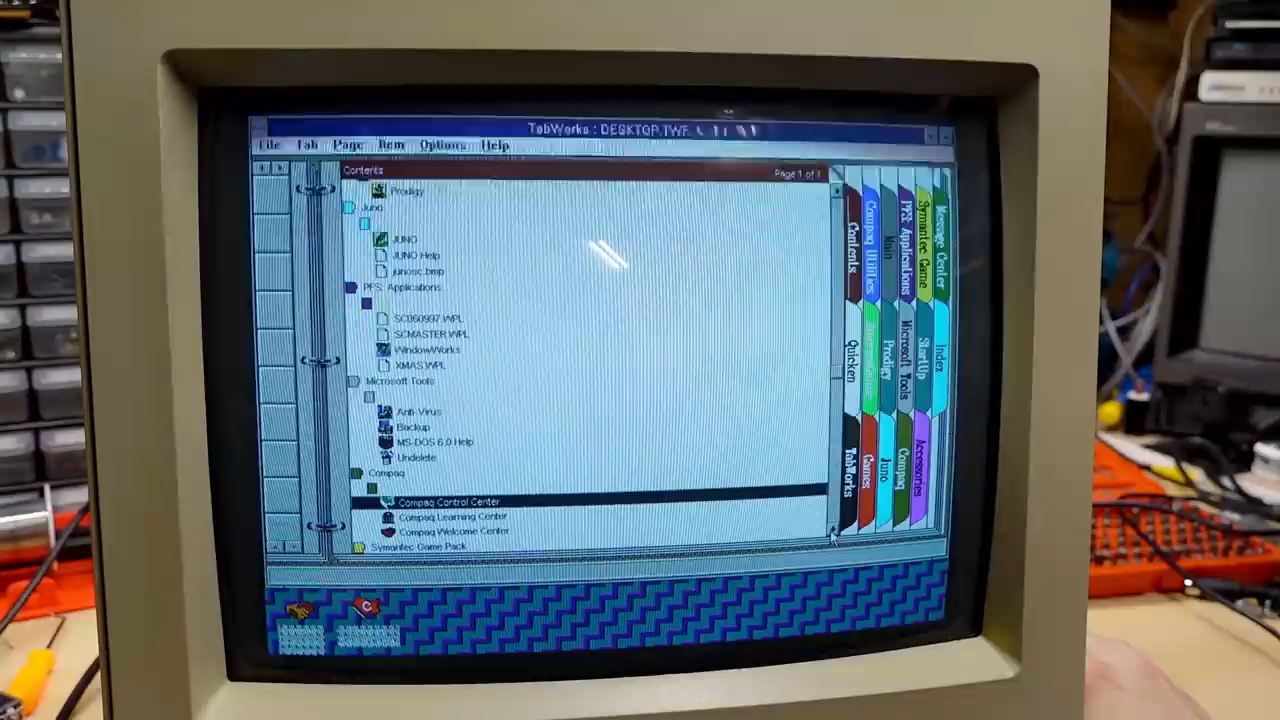 TabWorks : DESKTOP.TWF
File Tab Page Item Options Help
Contents Page 1 of 1
Prodigy
Juno
JUNO
JUNO Help
junosc.bmp
PFS: Applications
SC060997.WPL
SCMASTER.WPL
WindowWorks
XMAS.WPL
Microsoft Tools
Anti-Virus
Backup
MS-DOS 6.0 Help
Undelete
Compaq
Compaq Control Center
Compaq Learning Center
Compaq Welcome Center
Symantec Game Pack
Contents
Compaq Utilities
Main
PFS: Applications
Symantec Game
Message Center
Quicken
Prodigy
Microsoft Tools
StartUp
Index
TabWorks
Games
Juno
Compaq
Accessories
C